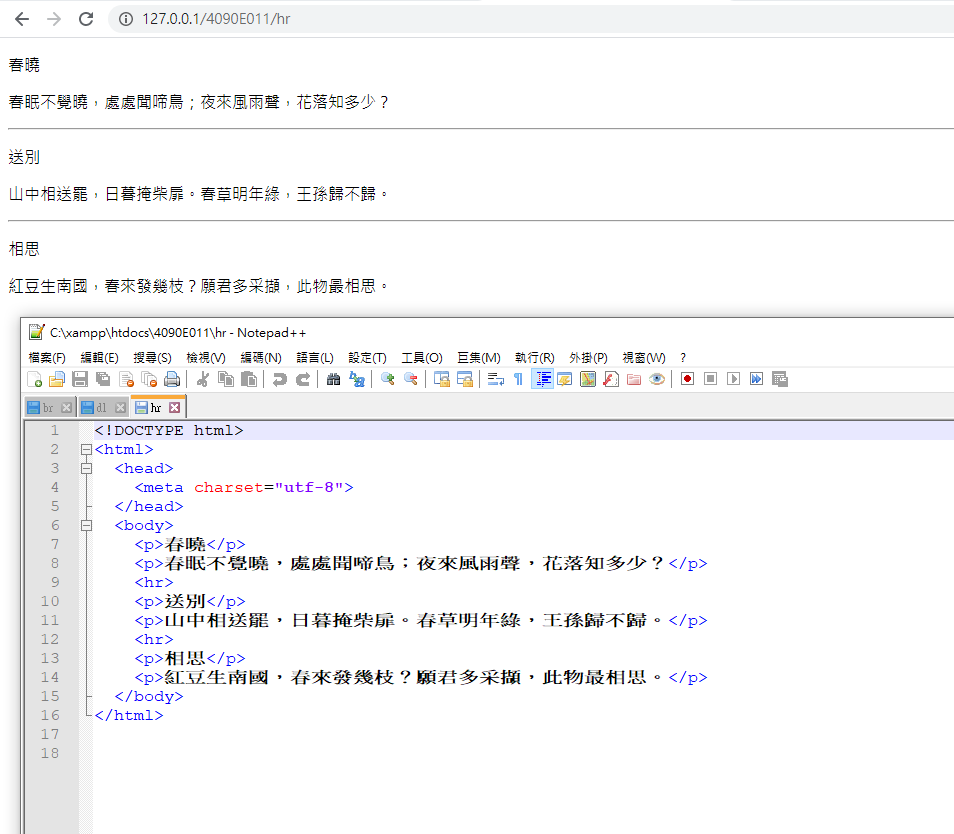 127.0.0.1/4090E011/hr
春曉
春眠不覺曉，處處聞啼鳥；夜來風雨聲，花落知多少？
送別
山中相送罷，日暮掩柴扉。春草明年綠，王孫歸不歸。
相思
紅豆生南國，春來發幾枝？願君多采擷，此物最相思。
C:\xampp\htdocs\4090E011\hr - Notepad++
檔案(F) 編輯(E) 搜尋(S) 檢視(V) 編碼(N) 語言(L) 設定(T) 工具(O) 巨集(M) 執行(R) 外掛(P) 視窗(W) ?
br dl hr
1 <!DOCTYPE html>
2 <html>
3 <head>
4 <meta charset="utf-8">
5 </head>
6 <body>
7 <p>春曉</p>
8 <p>春眠不覺曉，處處聞啼鳥；夜來風雨聲，花落知多少？</p>
9 <hr>
10 <p>送別</p>
11 <p>山中相送罷，日暮掩柴扉。春草明年綠，王孫歸不歸。</p>
12 <hr>
13 <p>相思</p>
14 <p>紅豆生南國，春來發幾枝？願君多采擷，此物最相思。</p>
15 </body>
16 </html>
17
18